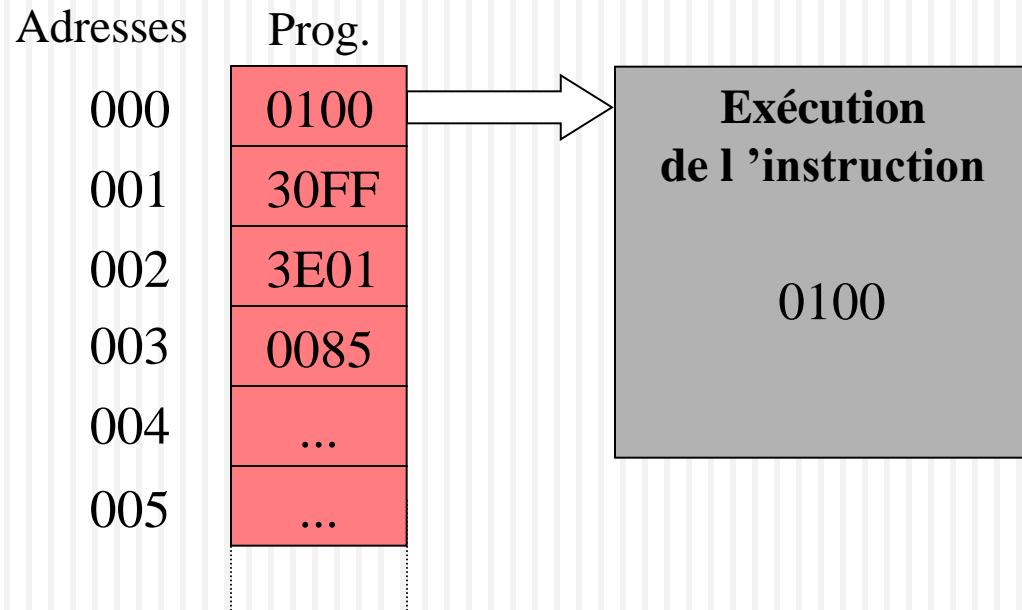 Adresses Prog.
000 0100
001 30FF
002 3E01
003 0085
004 ...
005 ...
Exécution
de l ’instruction
0100